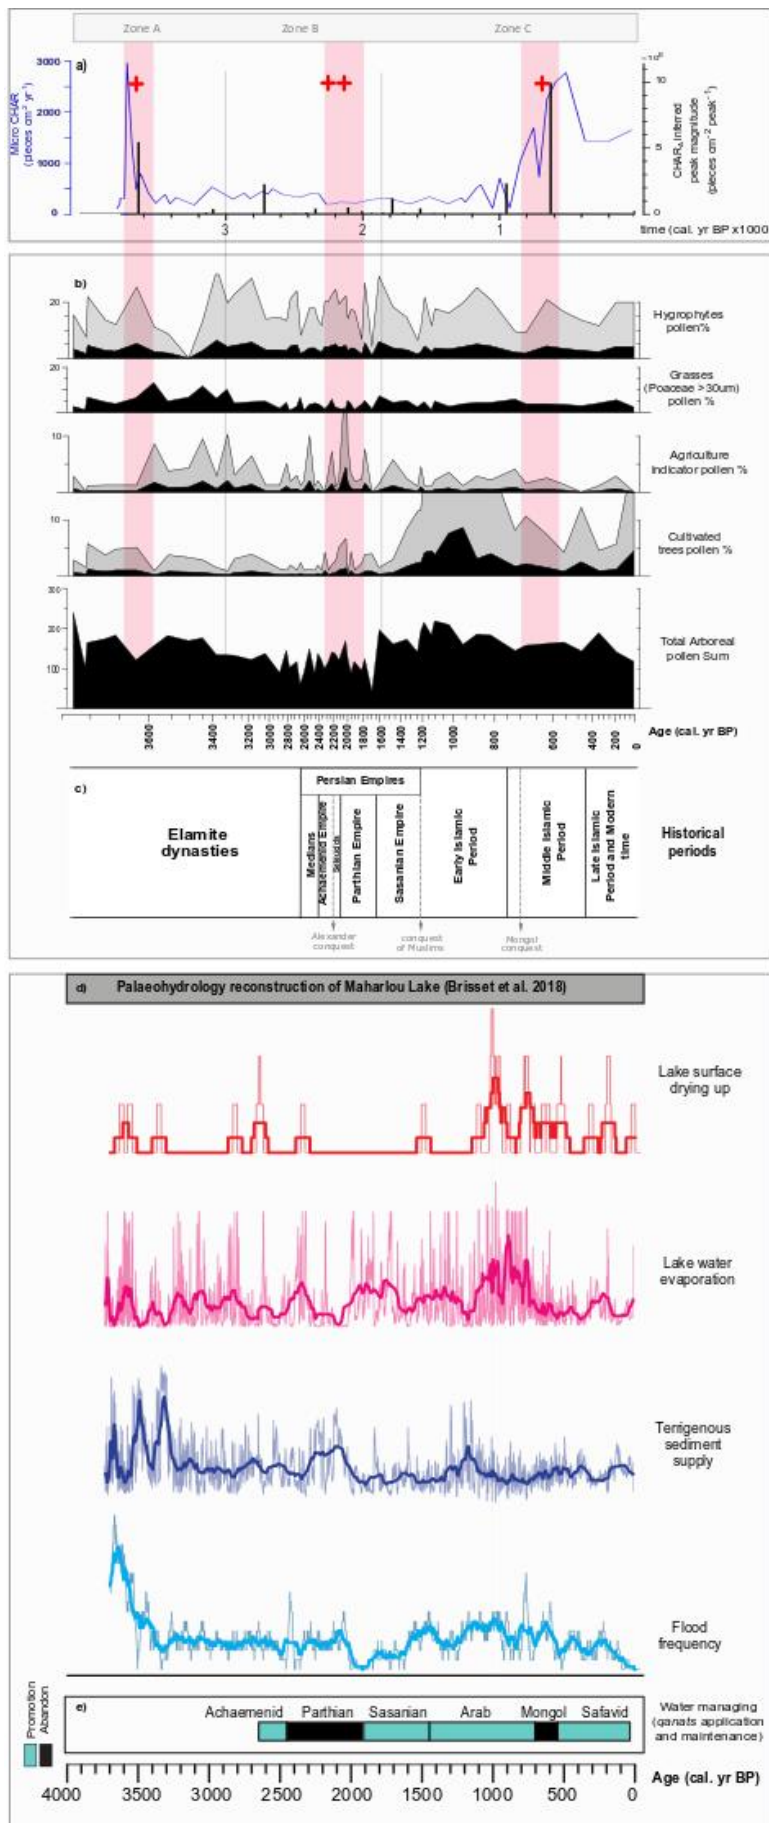 Zone A Zone B Zone C
a)
3000
2000
1000
0
Micro CHAR
(pieces cm⁻² yr⁻¹)
10
5
0
CHARₐ inferred
peak magnitude
(pieces cm⁻² peak⁻¹)
3 2 1 time (cal. yr BP x1000)
b)
20
0
Hygrophytes
pollen%
20
0
Grasses
(Poaceae >30um)
pollen %
10
0
Agriculture
indicator pollen %
10
0
Cultivated
trees pollen %
300
200
100
Total Arboreal
pollen Sum
3600 3400 3200 3000 2800 2600 2400 2200 2000 1600 1200 1000 800 600 400 200 0 Age (cal. yr BP)
c)
Persian Empires
Elamite
dynasties
Medians
Achaemenid Empire
Parthian Empire
Sasanian Empire
Early Islamic
Period
Middle Islamic
Period
Late Islamic
Period and Modern
time
Historical
periods
Alexander
conquest
conquest
of Muslims
Mongol
conquest
d) Palaeohydrology reconstruction of Maharlou Lake (Brisset et al. 2018)
Lake surface
drying up
Lake water
evaporation
Terrigenous
sediment
supply
Flood
frequency
Promotion
Abandon
e)
Achaemenid Parthian Sasanian Arab Mongol Safavid
Water managing
(qanats application
and maintenance)
4000 3500 3000 2500 2000 1500 1000 500 0 Age (cal. yr BP)